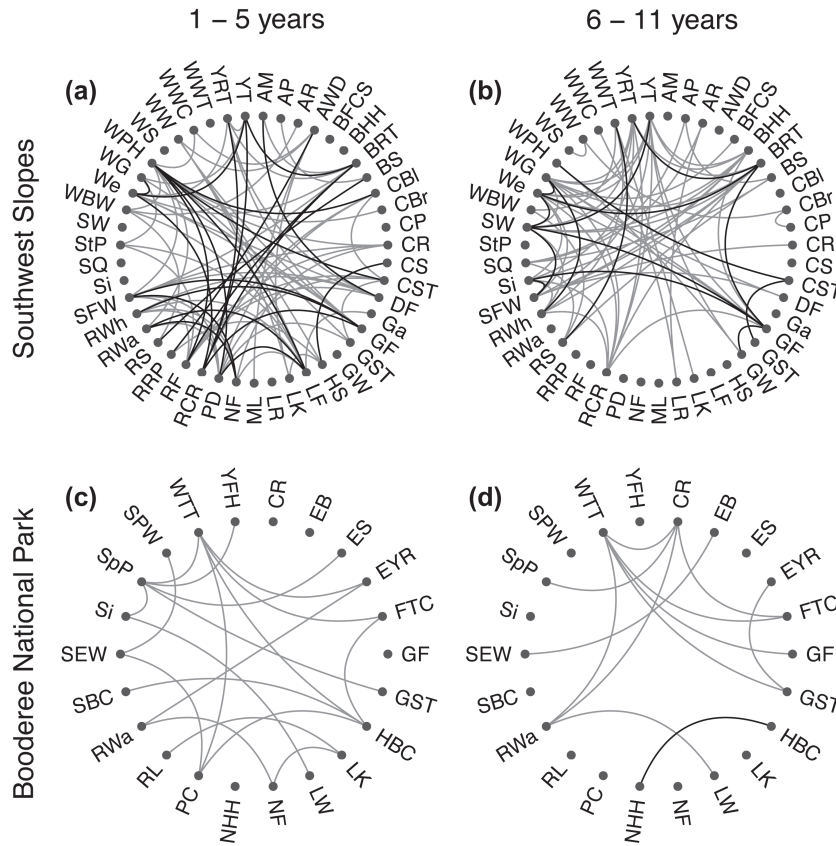 1 – 5 years
6 – 11 years
Southwest Slopes
(a)
YT
AM
AP
AR
AWD
BFCS
BHH
BRT
BS
CBl
CBr
CP
CR
CS
CST
DF
Ga
GF
GST
GW
HS
LF
LK
LR
ML
NF
PD
RCR
RF
RRP
RS
RWa
RWh
SFW
Si
SQ
StP
SW
WBW
We
WG
WPH
WS
WW
WWC
WWT
YRT
(b)
YT
AM
AP
AR
AWD
BFCS
BHH
BRT
BS
CBl
CBr
CP
CR
CS
CST
DF
Ga
GF
GST
GW
HS
LF
LK
LR
ML
NF
PD
RCR
RF
RRP
RS
RWa
RWh
SFW
Si
SQ
StP
SW
WBW
We
WG
WPH
WS
WW
WWC
WWT
YRT
Booderee National Park
(c)
CR
EB
ES
EYR
FTC
GF
GST
HBC
LK
LW
NF
NHH
PC
RL
RWa
SBC
SEW
Si
SpP
SPW
WTT
YFH
(d)
CR
EB
ES
EYR
FTC
GF
GST
HBC
LK
LW
NF
NHH
PC
RL
RWa
SBC
SEW
Si
SpP
SPW
WTT
YFH